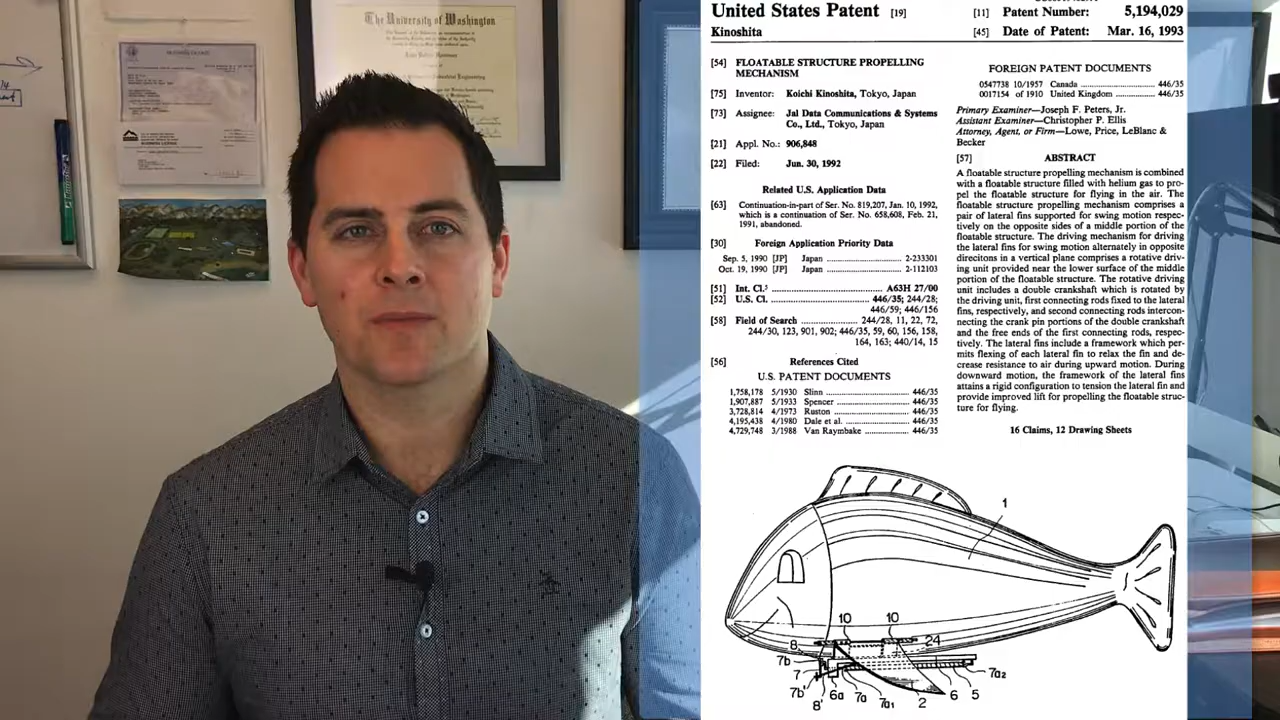 The University of Washington
United States Patent [19]
Kinoshita
[11] Patent Number: 5,194,029
[45] Date of Patent: Mar. 16, 1993
[54] FLOATABLE STRUCTURE PROPELLING
MECHANISM
[75] Inventor: Koichi Kinoshita, Tokyo, Japan
[73] Assignee: Jal Data Communications & Systems
Co., Ltd., Tokyo, Japan
[21] Appl. No.: 906,848
[22] Filed: Jun. 30, 1992
Related U.S. Application Data
[63] Continuation-in-part of Ser. No. 819,207, Jan. 10, 1992,
which is a continuation of Ser. No. 658,608, Feb. 21,
1991, abandoned.
[30] Foreign Application Priority Data
Sep. 5, 1990 [JP] Japan ................ 2-233301
Oct. 19, 1990 [JP] Japan ................ 2-112103
[51] Int. Cl.⁵ ................ A63H 27/00
[52] U.S. Cl. ................ 446/35; 244/28;
446/59; 446/156
[58] Field of Search ................ 244/28, 11, 22, 72,
244/30, 123, 901, 902; 446/35, 59, 60, 156, 158,
164, 163; 440/14, 15
[56] References Cited
U.S. PATENT DOCUMENTS
1,758,178 5/1930 Slinn ................ 446/35
1,907,887 5/1933 Spencer ................ 446/35
3,728,814 4/1973 Ruston ................ 446/35
4,195,438 4/1980 Dale et al. ................ 446/35
4,729,748 3/1988 Van Raymbake ................ 446/35
FOREIGN PATENT DOCUMENTS
0547738 10/1957 Canada ................ 446/35
0017154 of 1910 United Kingdom ................ 446/35
Primary Examiner—Joseph F. Peters, Jr.
Assistant Examiner—Christopher P. Ellis
Attorney, Agent, or Firm—Lowe, Price, LeBlanc &
Becker
[57] ABSTRACT
A floatable structure propelling mechanism is combined
with a floatable structure filled with helium gas to pro-
pel the floatable structure for flying in the air. The
floatable structure propelling mechanism comprises a
pair of lateral fins supported for swing motion respec-
tively on the opposite sides of a middle portion of the
floatable structure. The driving mechanism for driving
the lateral fins for swing motion alternately in opposite
direcitons in a vertical plane comprises a rotative driv-
ing unit provided near the lower surface of the middle
portion of the floatable structure. The rotative driving
unit includes a double crankshaft which is rotated by
the driving unit, first connecting rods fixed to the lateral
fins, respectively, and second connecting rods intercon-
necting the crank pin portions of the double crankshaft
and the free ends of the first connecting rods, respec-
tively. The lateral fins include a framework which per-
mits flexing of each lateral fin to relax the fin and de-
crease resistance to air during upward motion. During
downward motion, the framework of the lateral fins
attains a rigid configuration to tension the lateral fin and
provide improved lift for propelling the floatable struc-
ture for flying.
16 Claims, 12 Drawing Sheets
1
10 10
24
8
7b
7
7b'
8'
6a
7a
7a1
2
6
5
7a2